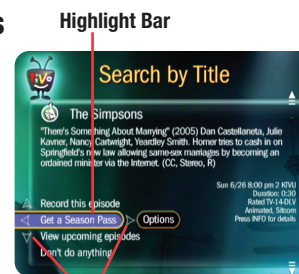 s
Highlight Bar
TiVo
Search by Title
The Simpsons
"There's Something About Marrying" (2005) Dan Castellaneta, Julie
Kavner, Nancy Cartwright, Yeardley Smith. Homer tries to cash in on
Springfield's new law allowing same-sex marriages by becoming an
ordained minister via the Internet. (CC, Stereo, R)
Sun 6/26 8:00 pm 2 KTVU
Duration: 0:30
Rated TV-14-DLV
Animated, Sitcom
Press INFO for details
Record this episode
Get a Season Pass
Options
View upcoming episodes
Don't do anything